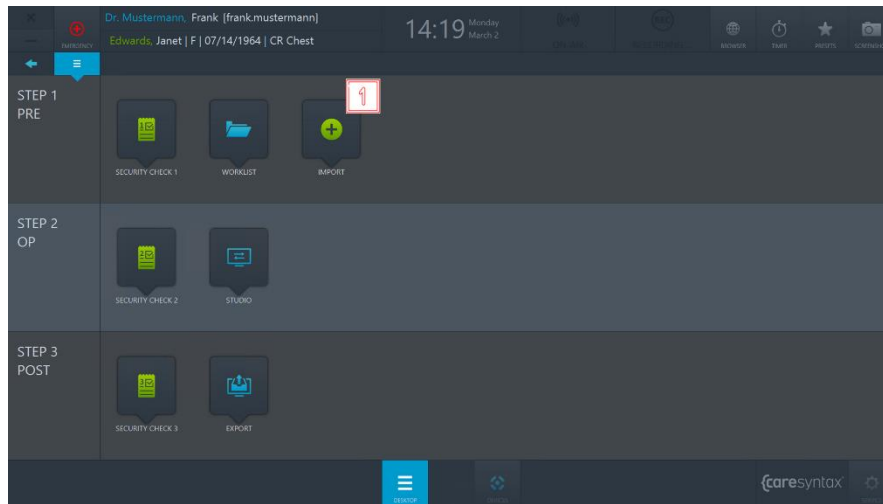 Dr. Mustermann, Frank [frank.mustermann]
Edwards, Janet | F | 07/14/1964 | CR Chest
14:19 Monday
March 2
EMERGENCY
BROWSER
TIMER
PRESETS
STEP 1
PRE
1
SECURITY CHECK 1
WORKLIST
IMPORT
STEP 2
OP
SECURITY CHECK 2
STUDIO
STEP 3
POST
SECURITY CHECK 3
EXPORT
DESKTOP
caresyntax